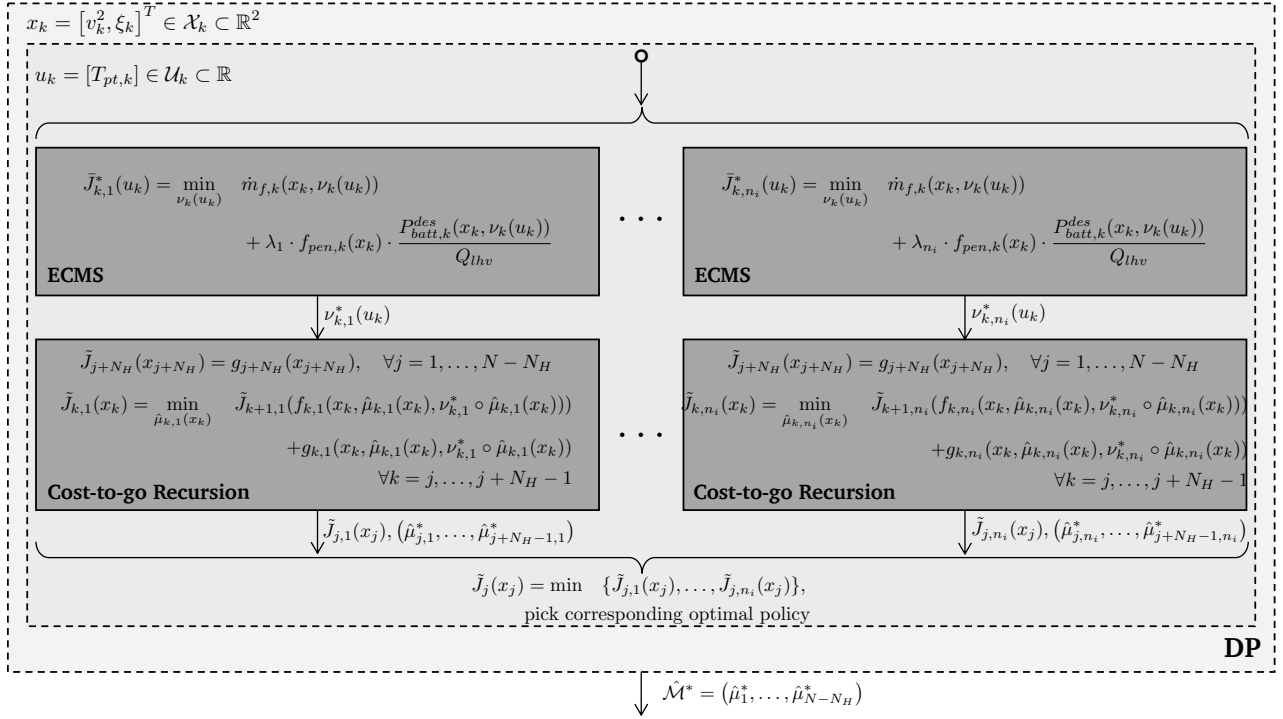 x_k = [v_k^2, ξ_k]^T ∈ 𝒳_k ⊂ ℝ^2
u_k = [T_{pt,k}] ∈ 𝒰_k ⊂ ℝ
J̄*_{k,1}(u_k) = min_{ν_k(u_k)} ṁ_{f,k}(x_k, ν_k(u_k))
+ λ_1 · f_{pen,k}(x_k) · P^{des}_{batt,k}(x_k, ν_k(u_k)) / Q_{lhv}
ECMS
. . .
J̄*_{k,n_i}(u_k) = min_{ν_k(u_k)} ṁ_{f,k}(x_k, ν_k(u_k))
+ λ_{n_i} · f_{pen,k}(x_k) · P^{des}_{batt,k}(x_k, ν_k(u_k)) / Q_{lhv}
ECMS
ν*_{k,1}(u_k)
ν*_{k,n_i}(u_k)
J̃_{j+N_H}(x_{j+N_H}) = g_{j+N_H}(x_{j+N_H}), ∀j = 1, . . . , N − N_H
J̃_{k,1}(x_k) = min_{μ̂_{k,1}(x_k)} J̃_{k+1,1}(f_{k,1}(x_k, μ̂_{k,1}(x_k), ν*_{k,1} ∘ μ̂_{k,1}(x_k)))
+g_{k,1}(x_k, μ̂_{k,1}(x_k), ν*_{k,1} ∘ μ̂_{k,1}(x_k))
∀k = j, . . . , j + N_H − 1
Cost-to-go Recursion
. . .
J̃_{j+N_H}(x_{j+N_H}) = g_{j+N_H}(x_{j+N_H}), ∀j = 1, . . . , N − N_H
J̃_{k,n_i}(x_k) = min_{μ̂_{k,n_i}(x_k)} J̃_{k+1,n_i}(f_{k,n_i}(x_k, μ̂_{k,n_i}(x_k), ν*_{k,n_i} ∘ μ̂_{k,n_i}(x_k)))
+g_{k,n_i}(x_k, μ̂_{k,n_i}(x_k), ν*_{k,n_i} ∘ μ̂_{k,n_i}(x_k))
∀k = j, . . . , j + N_H − 1
Cost-to-go Recursion
J̃_{j,1}(x_j), (μ̂*_{j,1}, . . . , μ̂*_{j+N_H−1,1})
J̃_{j,n_i}(x_j), (μ̂*_{j,n_i}, . . . , μ̂*_{j+N_H−1,n_i})
J̃_j(x_j) = min {J̃_{j,1}(x_j), . . . , J̃_{j,n_i}(x_j)},
pick corresponding optimal policy
DP
ℳ̂* = (μ̂*_1, . . . , μ̂*_{N−N_H})